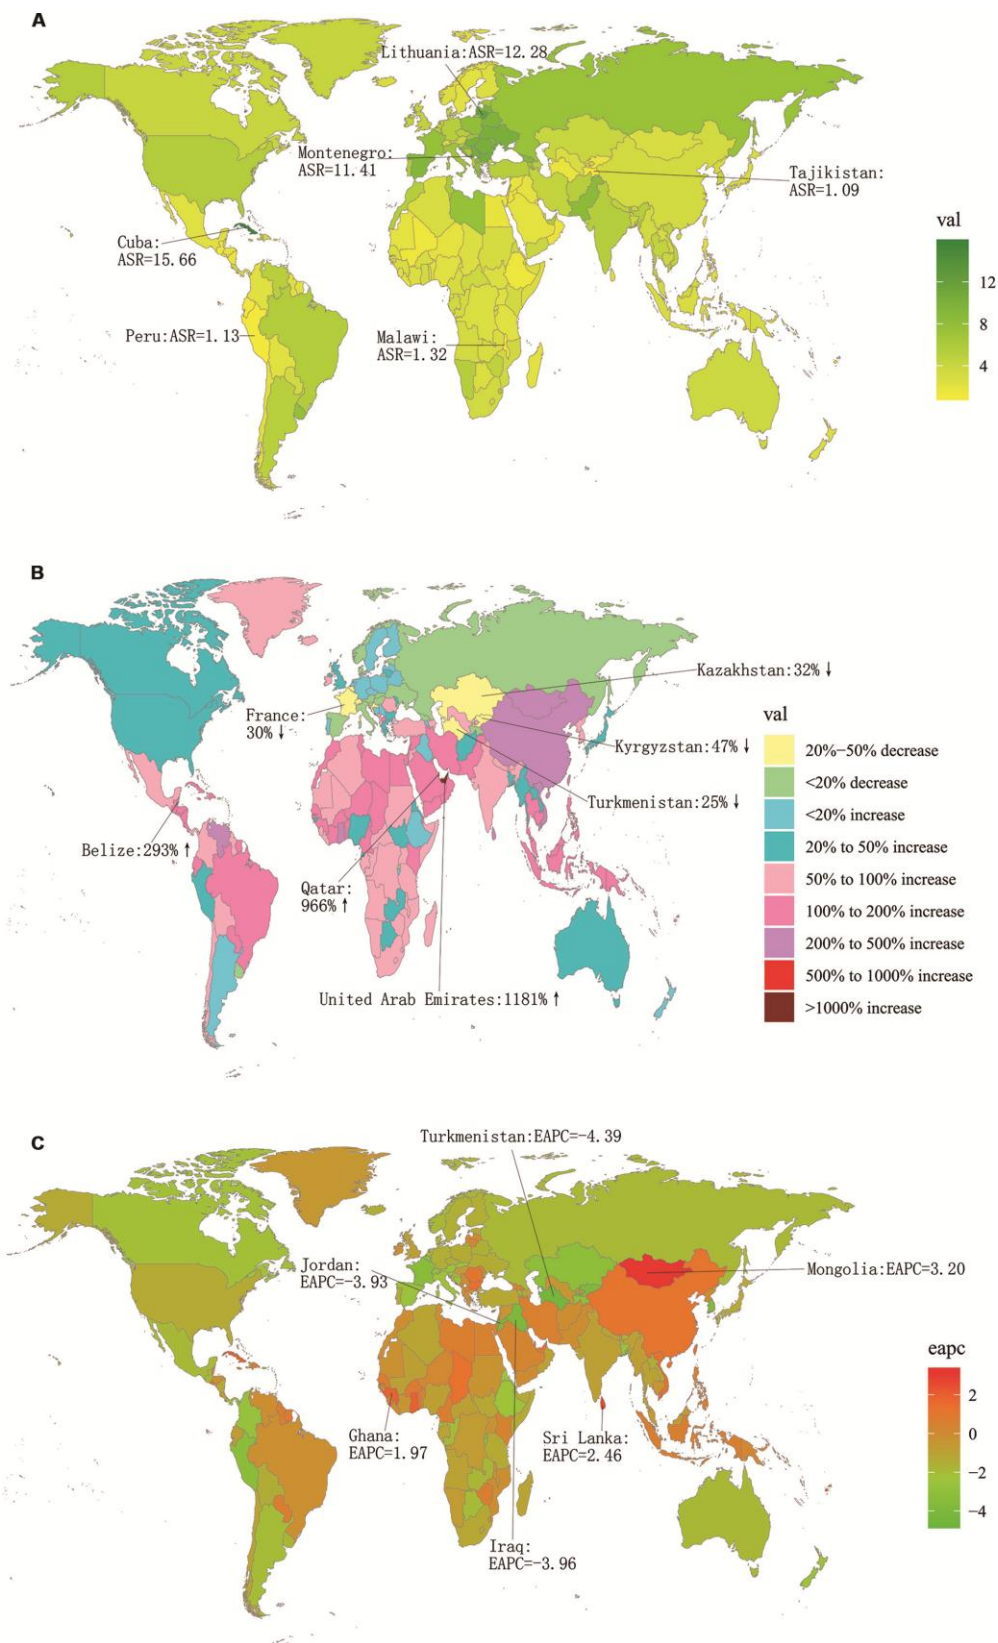 A
Lithuania:ASR=12.28
Montenegro:
ASR=11.41
Tajikistan:
ASR=1.09
Cuba:
ASR=15.66
Peru:ASR=1.13
Malawi:
ASR=1.32
val
12
8
4
B
Kazakhstan:32% ↓
France:
30% ↓
Kyrgyzstan:47% ↓
Turkmenistan:25% ↓
Belize:293% ↑
Qatar:
966% ↑
United Arab Emirates:1181% ↑
val
20%−50% decrease
<20% decrease
<20% increase
20% to 50% increase
50% to 100% increase
100% to 200% increase
200% to 500% increase
500% to 1000% increase
>1000% increase
C
Turkmenistan:EAPC=−4.39
Jordan:
EAPC=−3.93
Mongolia:EAPC=3.20
Ghana:
EAPC=1.97
Sri Lanka:
EAPC=2.46
Iraq:
EAPC=−3.96
eapc
2
0
−2
−4